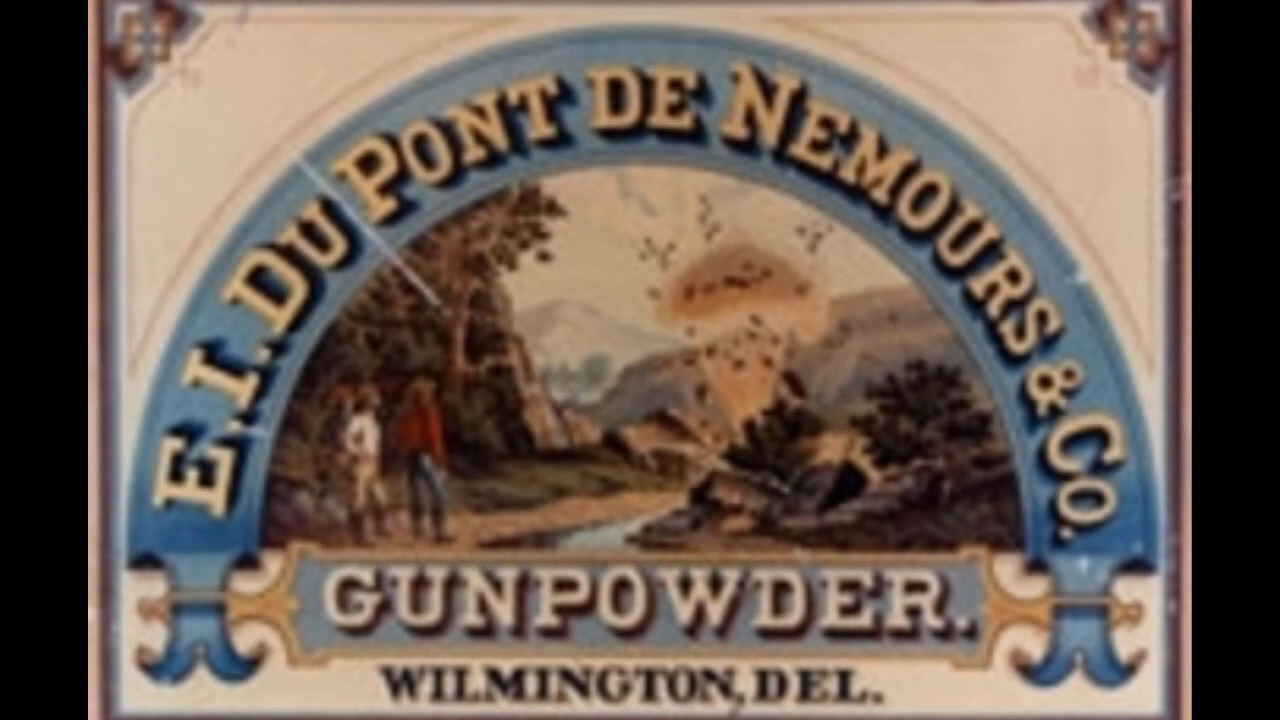 E. I. DU PONT DE NEMOURS & CO.
GUNPOWDER.
WILMINGTON, DEL.